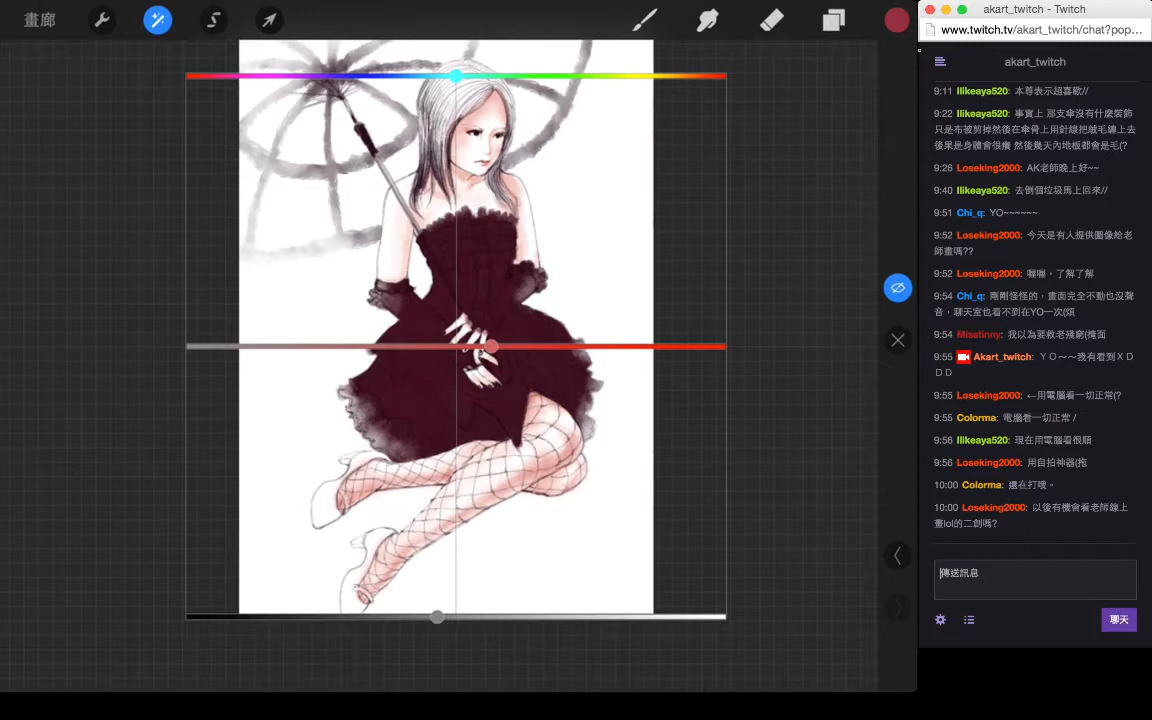 畫廊
akart_twitch - Twitch
www.twitch.tv/akart_twitch/chat?pop...
akart_twitch
9:11 Ilikeaya520: 本尊表示超喜歡//
9:22 Ilikeaya520: 事實上 那支傘沒有什麼裝飾
只是布被剪掉然後在傘骨上用針線把絨毛縫上去
後果是身體會很癢 然後幾天內地板都會是毛(?
9:26 Loseking2000: AK老師晚上好~~
9:40 Ilikeaya520: 去倒個垃圾馬上回來//
9:51 Chi_q: YO~~~~~~
9:52 Loseking2000: 今天是有人提供圖像給老
師畫嗎??
9:52 Loseking2000: 喔喔，了解了解
9:54 Chi_q: 剛剛怪怪的，畫面完全不動也沒聲
音，聊天室也看不到在YO一次(煩
9:54 Misstinny: 我以為要救老殘窮(掩面
9:55 Akart_twitch: ＹＯ～～我有看到ＸＤ
ＤＤ
9:55 Loseking2000: ←用電腦看一切正常(?
9:55 Colorma: 電腦看一切正常 /
9:56 Ilikeaya520: 現在用電腦看很順
9:56 Loseking2000: 用自拍神器(拖
10:00 Colorma: 還在打哦。
10:00 Loseking2000: 以後有機會看老師線上
畫lol的二創嗎?
傳送訊息
聊天